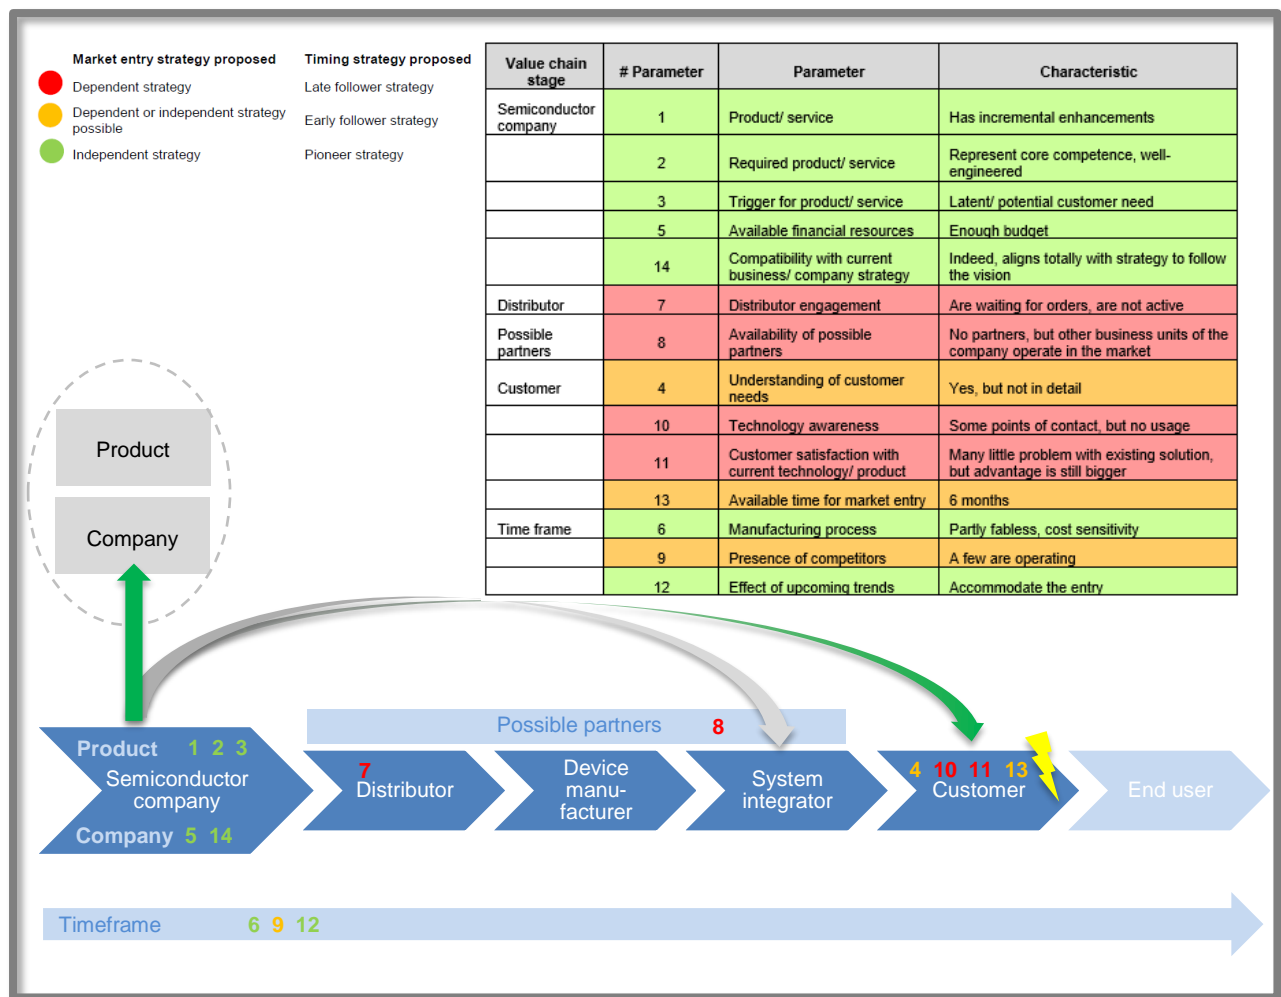 Market entry strategy proposed
Timing strategy proposed
Dependent strategy
Late follower strategy
Dependent or independent strategy
possible
Early follower strategy
Independent strategy
Pioneer strategy
Value chain
stage
# Parameter
Parameter
Characteristic
Semiconductor
company
1
Product/ service
Has incremental enhancements
2
Required product/ service
Represent core competence, well-
engineered
3
Trigger for product/ service
Latent/ potential customer need
5
Available financial resources
Enough budget
14
Compatibility with current
business/ company strategy
Indeed, aligns totally with strategy to follow
the vision
Distributor
7
Distributor engagement
Are waiting for orders, are not active
Possible
partners
8
Availability of possible
partners
No partners, but other business units of the
company operate in the market
Customer
4
Understanding of customer
needs
Yes, but not in detail
10
Technology awareness
Some points of contact, but no usage
11
Customer satisfaction with
current technology/ product
Many little problem with existing solution,
but advantage is still bigger
13
Available time for market entry
6 months
Time frame
6
Manufacturing process
Partly fabless, cost sensitivity
9
Presence of competitors
A few are operating
12
Effect of upcoming trends
Accommodate the entry
Product
Company
Possible partners 8
Product 1 2 3
Semiconductor
company
Company 5 14
7
Distributor
Device
manu-
facturer
System
integrator
4 10 11 13
Customer
End user
Timeframe 6 9 12